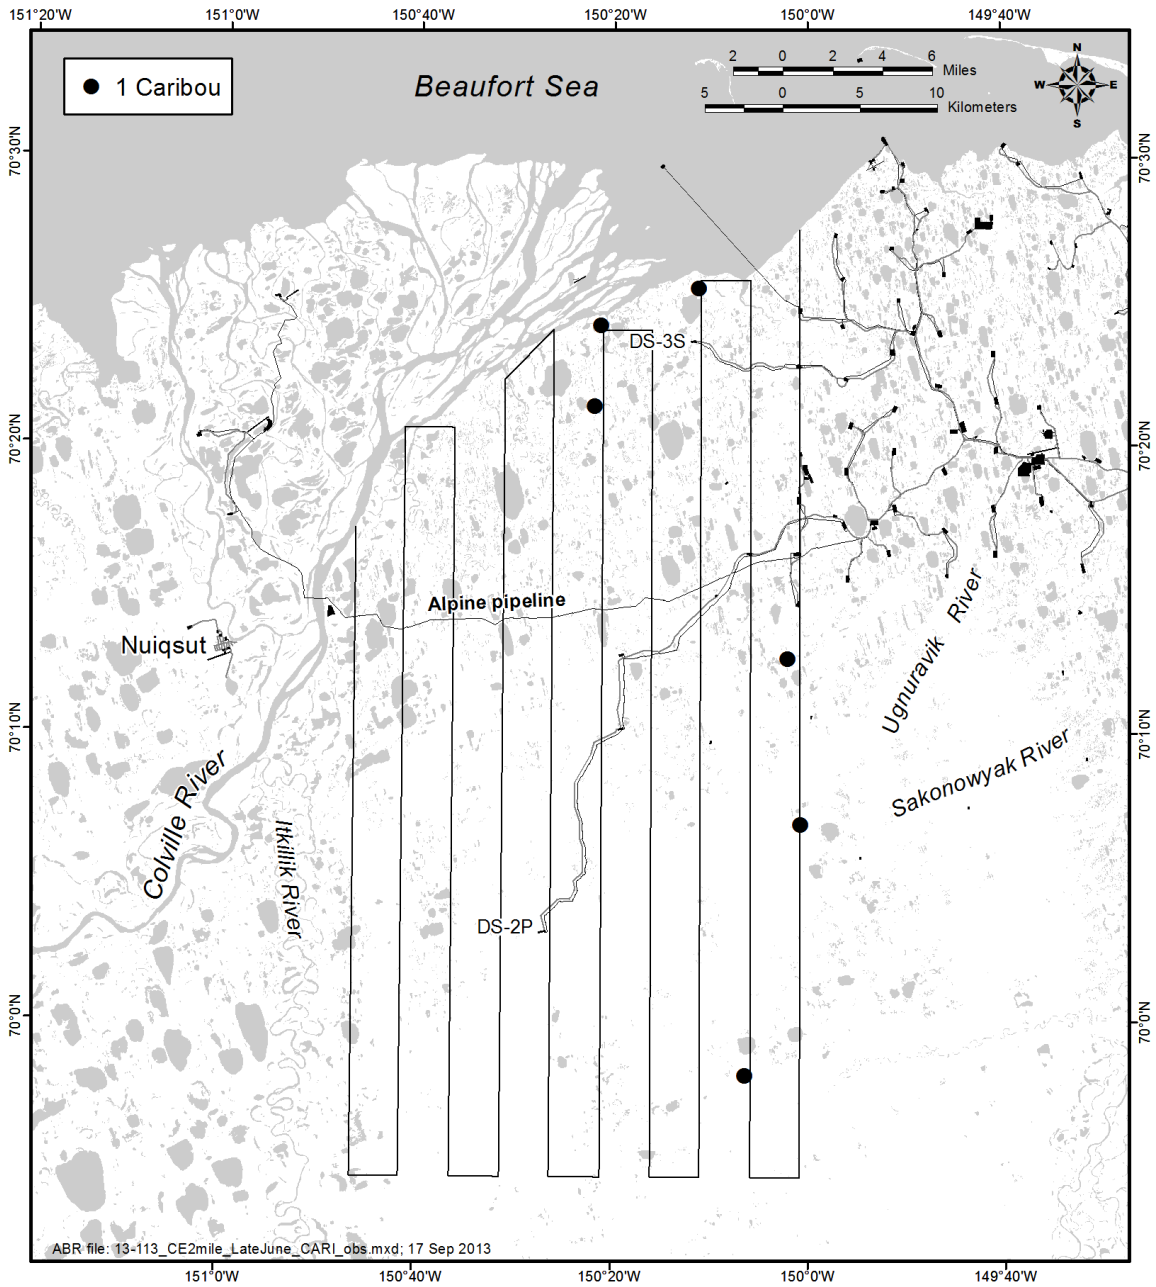 151°20'W 151°0'W 150°40'W 150°20'W 150°0'W 149°40'W
1 Caribou
Beaufort Sea
2 0 2 4 6
Miles
5 0 5 10
Kilometers
N
W E
S
70°30'N 70°30'N
DS-3S
70°20'N 70°20'N
Alpine pipeline
Nuiqsut
Ugnuravik River
70°10'N 70°10'N
Sakonowyak River
Colville River
Itkillik River
DS-2P
70°0'N 70°0'N
ABR file: 13-113_CE2mile_LateJune_CARI_obs.mxd; 17 Sep 2013
151°0'W 150°40'W 150°20'W 150°0'W 149°40'W